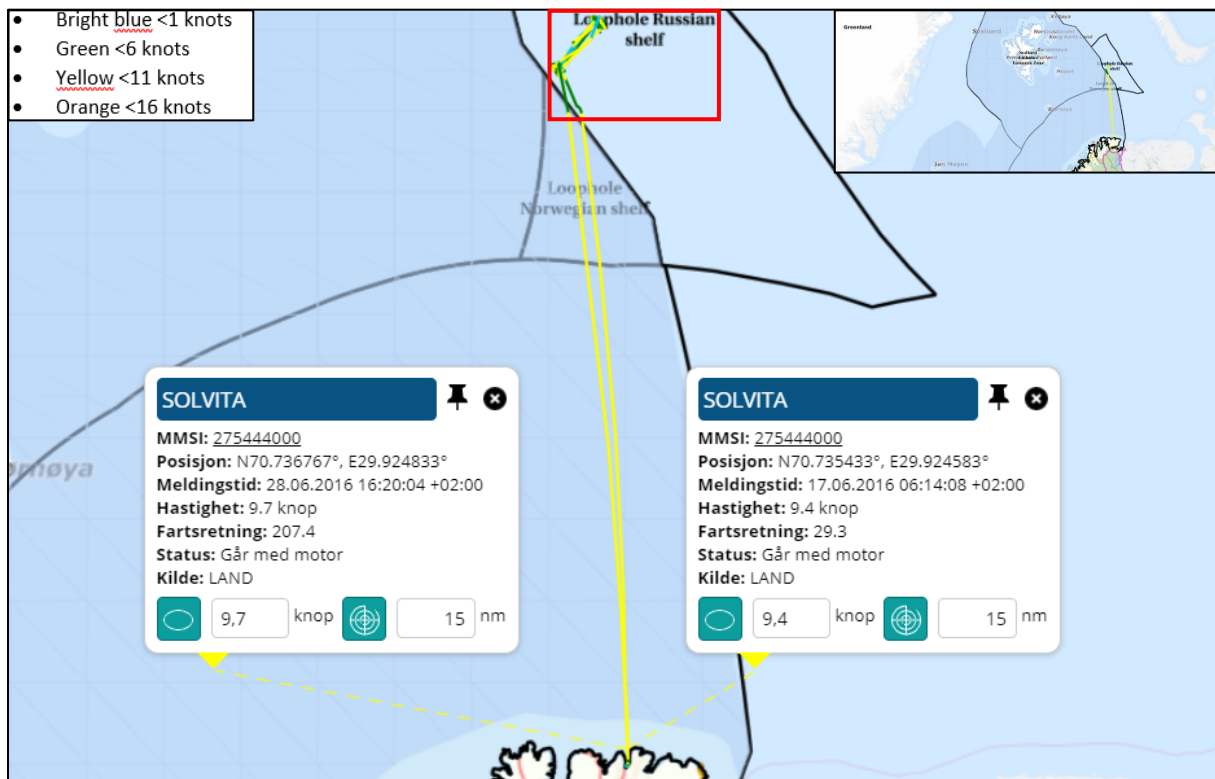 • Bright blue <1 knots
• Green <6 knots
• Yellow <11 knots
• Orange <16 knots
Loophole Russian
shelf
Greenland
Svalbard
Jan Mayen
Loophole
Norwegian shelf
SOLVITA
MMSI: 275444000
Posisjon: N70.736767°, E29.924833°
Meldingstid: 28.06.2016 16:20:04 +02:00
Hastighet: 9.7 knop
Fartsretning: 207.4
Status: Går med motor
Kilde: LAND
9,7 knop 15 nm
SOLVITA
MMSI: 275444000
Posisjon: N70.735433°, E29.924583°
Meldingstid: 17.06.2016 06:14:08 +02:00
Hastighet: 9.4 knop
Fartsretning: 29.3
Status: Går med motor
Kilde: LAND
9,4 knop 15 nm